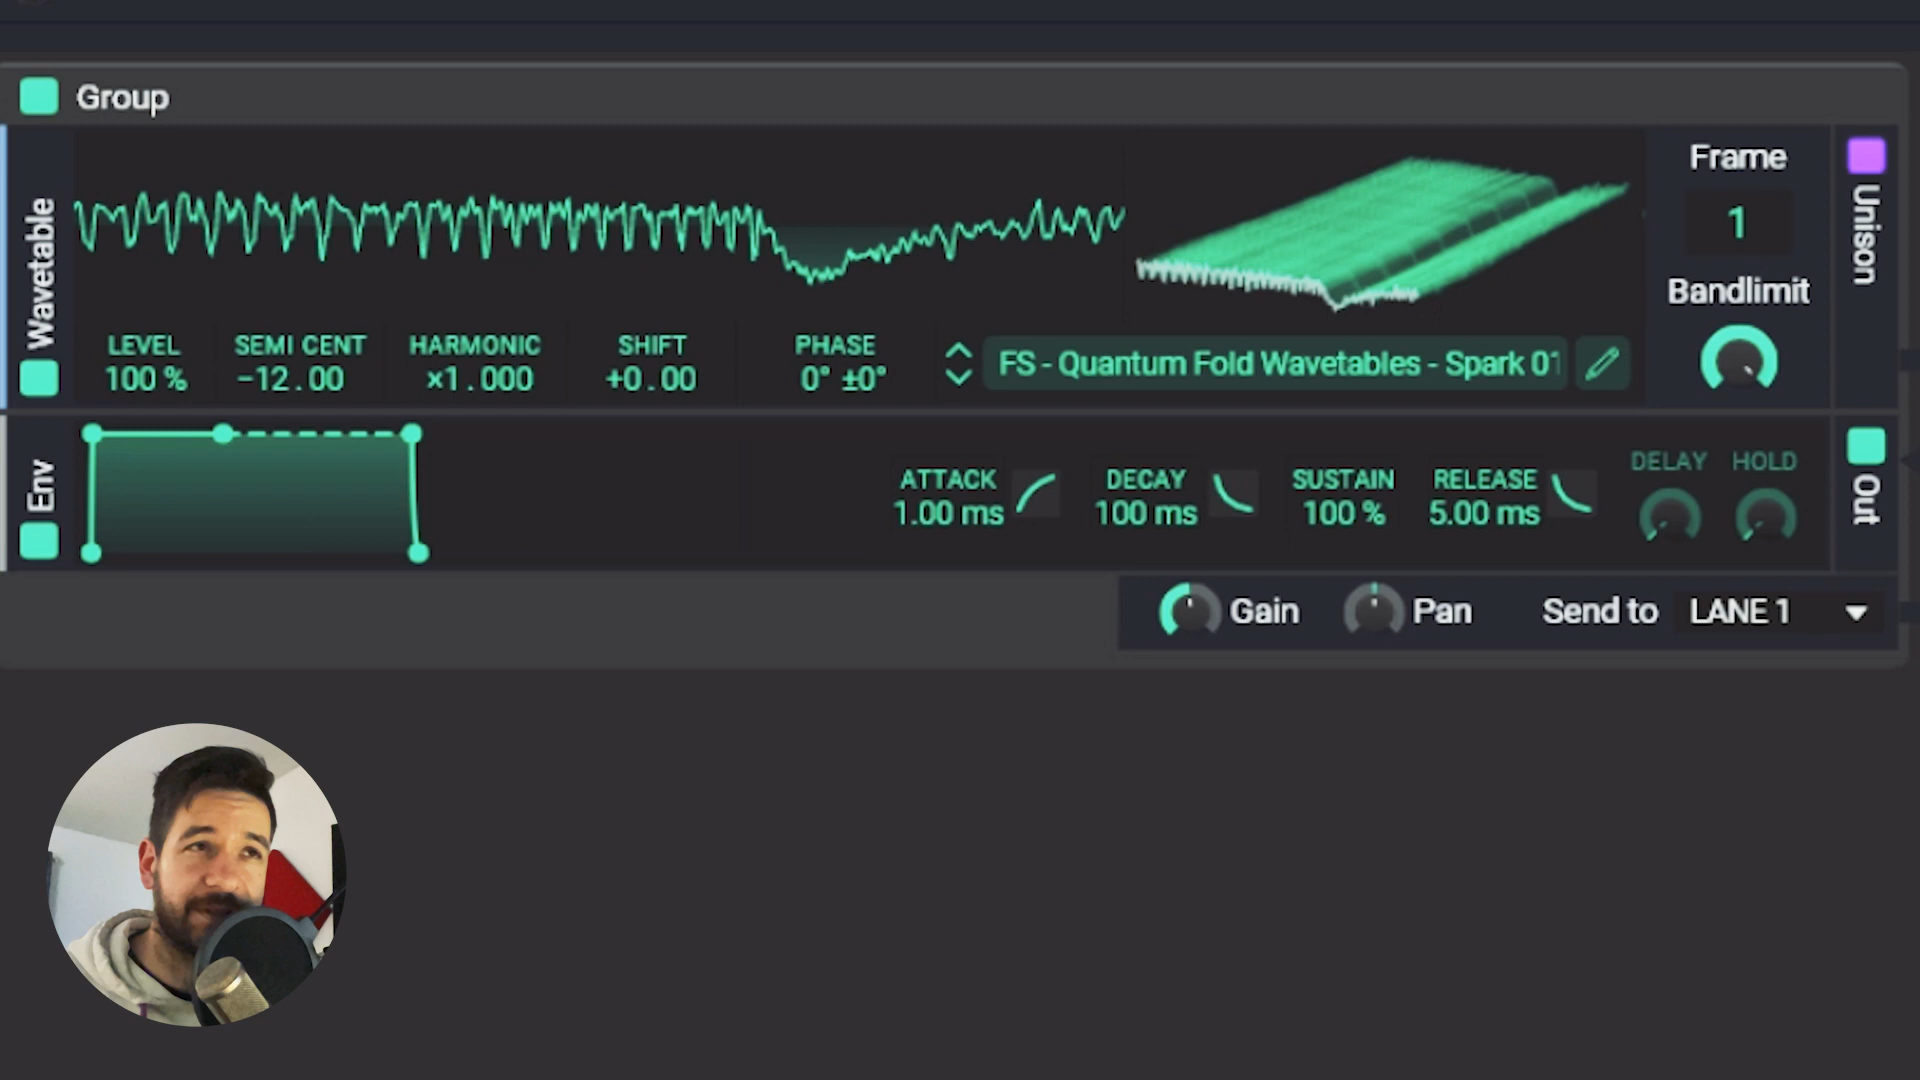 Group
Wavetable
Frame
1
Bandlimit
Unison
LEVEL
100 %
SEMI CENT
-12.00
HARMONIC
×1.000
SHIFT
+0.00
PHASE
0° ±0°
FS - Quantum Fold Wavetables - Spark 01
Env
ATTACK
1.00 ms
DECAY
100 ms
SUSTAIN
100 %
RELEASE
5.00 ms
DELAY
HOLD
Out
Gain
Pan
Send to
LANE 1